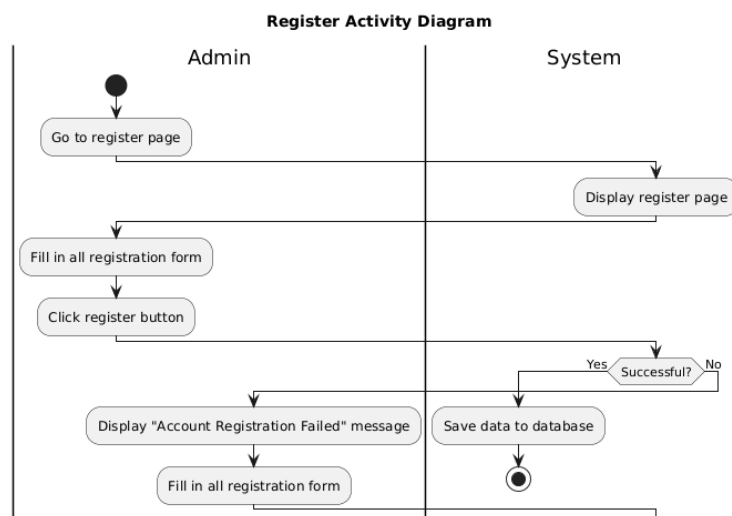 Register Activity Diagram
Admin
System
Go to register page
Display register page
Fill in all registration form
Click register button
Yes
Successful?
No
Display "Account Registration Failed" message
Save data to database
Fill in all registration form